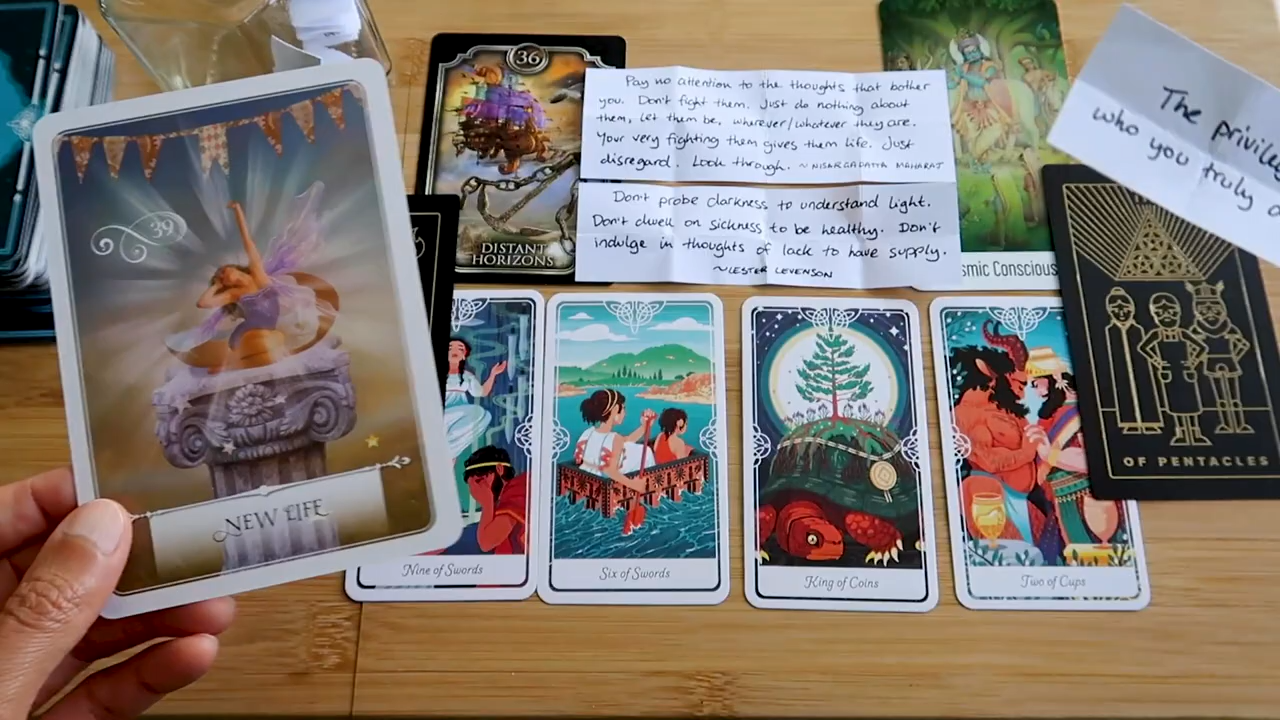 36
DISTANT
HORIZONS
Pay no attention to the thoughts that bother
you. Don't fight them. Just do nothing about
them, let them be, wherever/whatever they are.
Your very fighting them gives them life. Just
disregard. Look through. ~NISARGADATTA MAHARAJ
Don't probe darkness to understand light.
Don't dwell on sickness to be healthy. Don't
indulge in thoughts of lack to have supply.
~LESTER LEVENSON
The
who you truly
39
NEW LIFE
OF PENTACLES
Nine of Swords
Six of Swords
King of Coins
Two of Cups